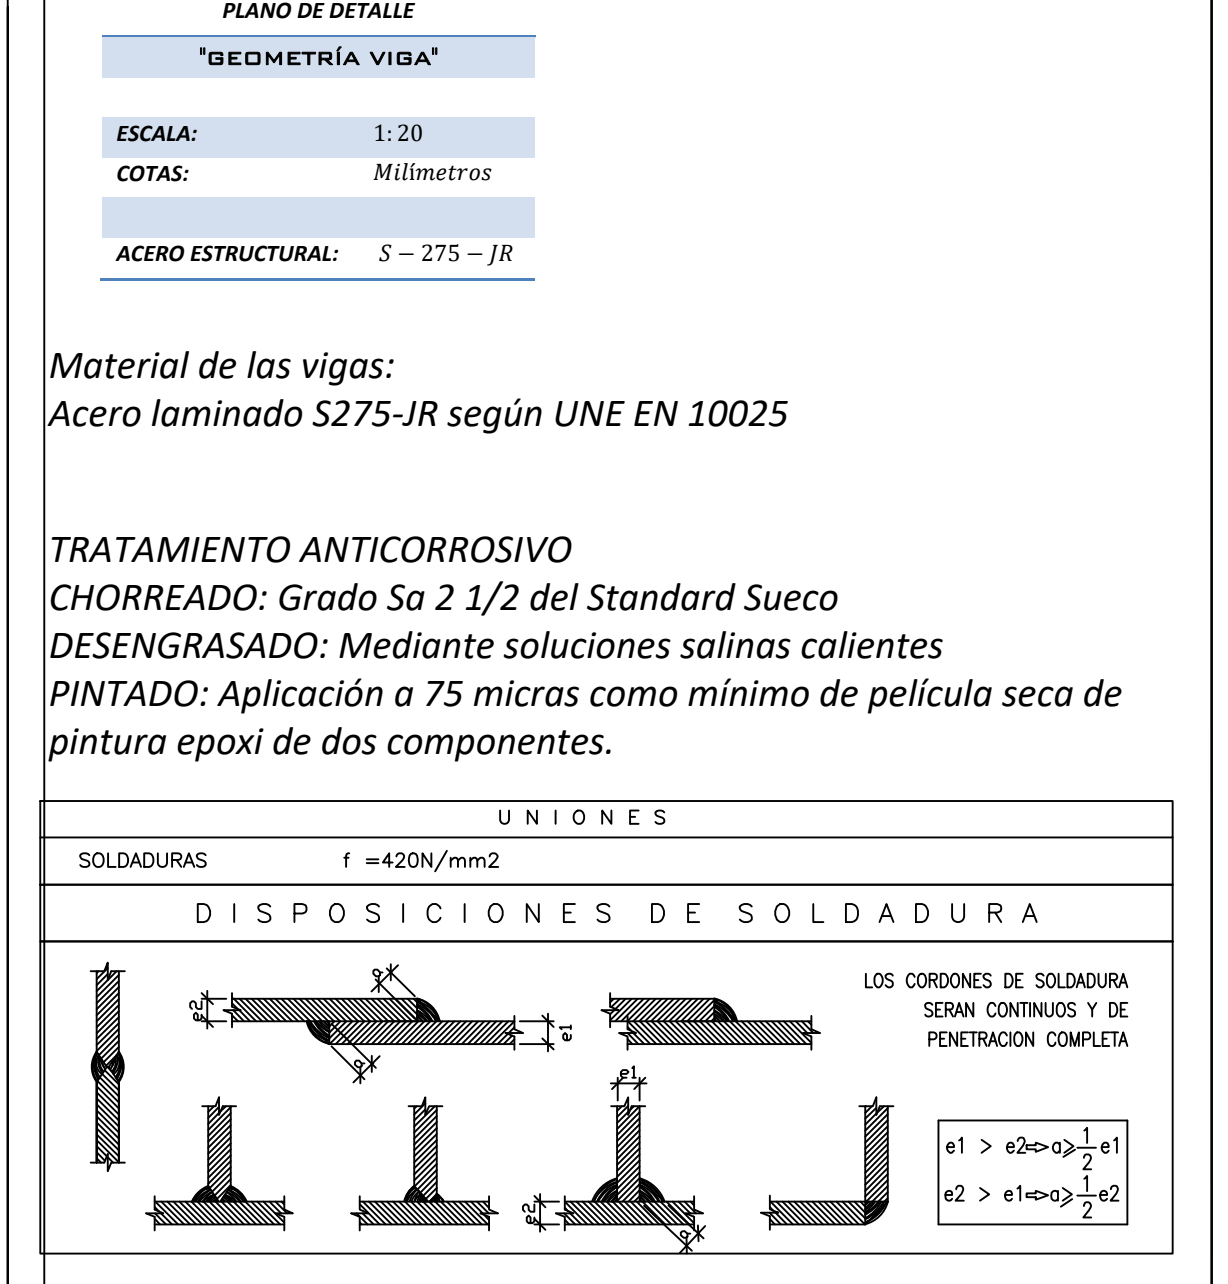 PLANO DE DETALLE
"GEOMETRÍA VIGA"
ESCALA: 1:20
COTAS: Milímetros
ACERO ESTRUCTURAL: S − 275 − JR
Material de las vigas:
Acero laminado S275-JR según UNE EN 10025
TRATAMIENTO ANTICORROSIVO
CHORREADO: Grado Sa 2 1/2 del Standard Sueco
DESENGRASADO: Mediante soluciones salinas calientes
PINTADO: Aplicación a 75 micras como mínimo de película seca de
pintura epoxi de dos componentes.
UNIONES
SOLDADURAS f =420N/mm2
DISPOSICIONES DE SOLDADURA
LOS CORDONES DE SOLDADURA
SERAN CONTINUOS Y DE
PENETRACION COMPLETA
a
e2
e1
a
e1
e2
a
e1 > e2⇨a⩾1/2 e1
e2 > e1⇨a⩾1/2 e2